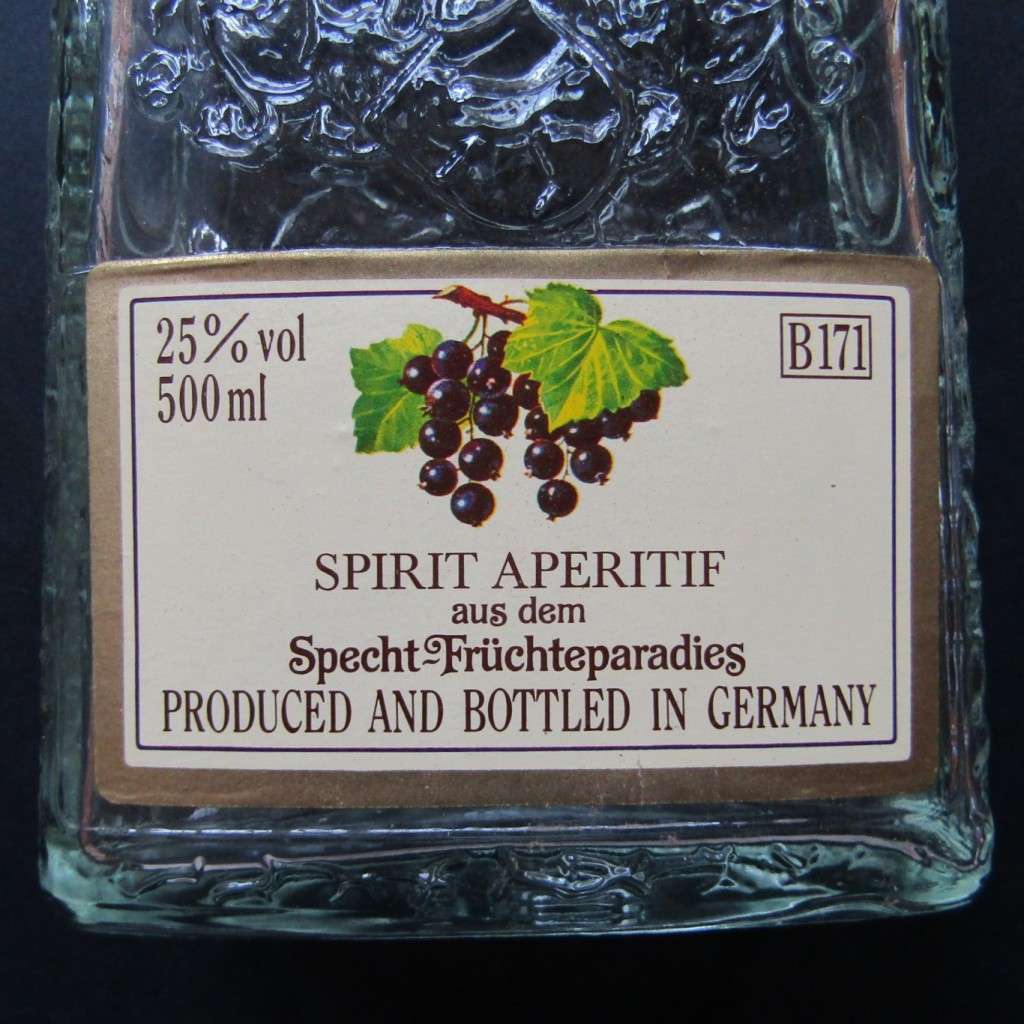 25% vol
500 ml
B171
SPIRIT APERITIF
aus dem
Specht-Früchteparadies
PRODUCED AND BOTTLED IN GERMANY